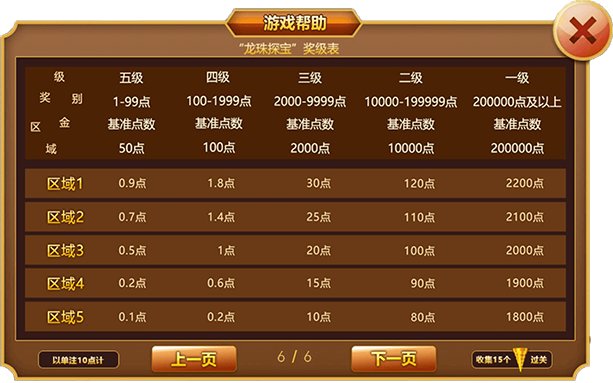 游戏帮助
“龙珠探宝”奖级表
级 五级 四级 三级 二级 一级
奖 别 1-99点 100-1999点 2000-9999点 10000-199999点 200000点及以上
区 金 基准点数 基准点数 基准点数 基准点数 基准点数
域 50点 100点 2000点 10000点 200000点
区域1 0.9点 1.8点 30点 120点 2200点
区域2 0.7点 1.4点 25点 110点 2100点
区域3 0.5点 1点 20点 100点 2000点
区域4 0.2点 0.6点 15点 90点 1900点
区域5 0.1点 0.2点 10点 80点 1800点
以单注10点计 上一页 6 / 6 下一页 收集15个 过关